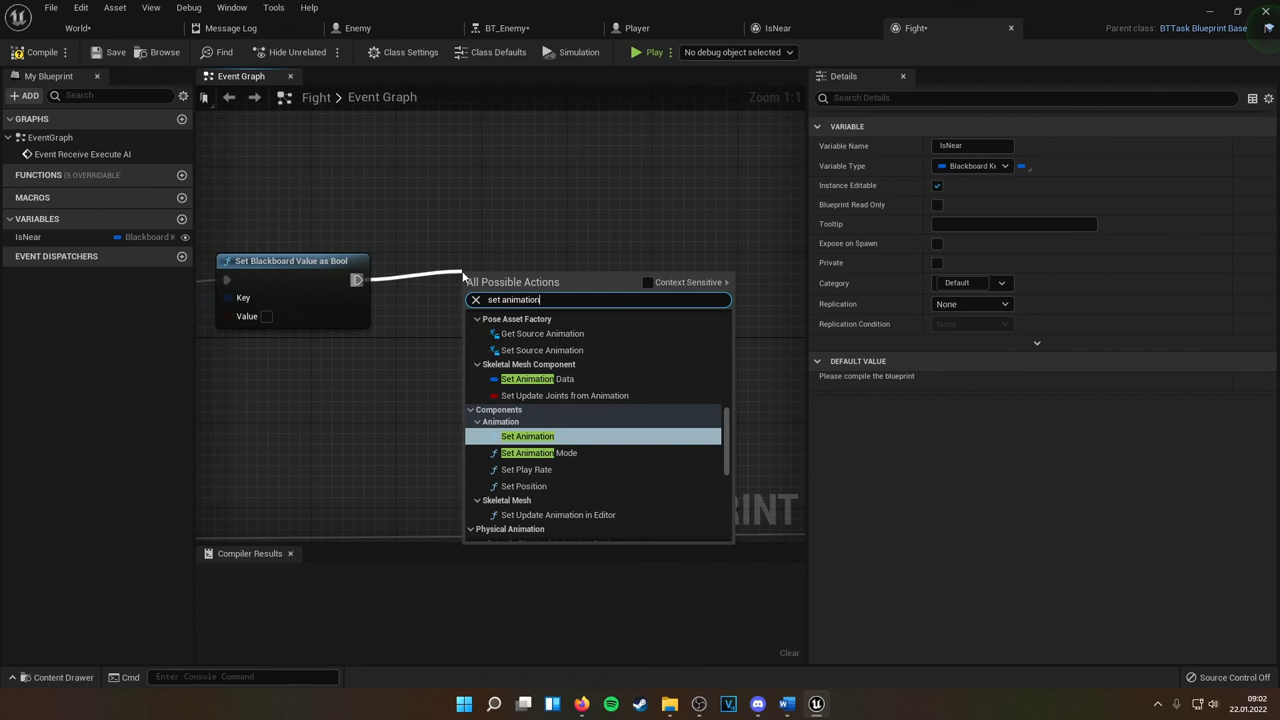 File Edit Asset View Debug Window Tools Help
World* Message Log Enemy BT_Enemy* Player IsNear Fight* Parent class: BTTask Blueprint Base
Compile Save Browse Find Hide Unrelated Class Settings Class Defaults Simulation Play No debug object selected
My Blueprint Event Graph Details
ADD Search Fight > Event Graph Zoom 1:1 Search Details
GRAPHS
EventGraph
Event Receive Execute AI
FUNCTIONS (5 OVERRIDABLE
MACROS
VARIABLES
IsNear Blackboard K
EVENT DISPATCHERS
Set Blackboard Value as Bool
Key
Value
All Possible Actions Context Sensitive
set animation
Pose Asset Factory
Get Source Animation
Set Source Animation
Skeletal Mesh Component
Set Animation Data
Set Update Joints from Animation
Components
Animation
Set Animation
Set Animation Mode
Set Play Rate
Set Position
Skeletal Mesh
Set Update Animation in Editor
Physical Animation
RINT
VARIABLE
Variable Name IsNear
Variable Type Blackboard Ke
Instance Editable
Blueprint Read Only
Tooltip
Expose on Spawn
Private
Category Default
Replication None
Replication Condition None
DEFAULT VALUE
Please compile the blueprint
Compiler Results
Clear
Content Drawer Cmd Enter Console Command Source Control Off
09:02
22.01.2022